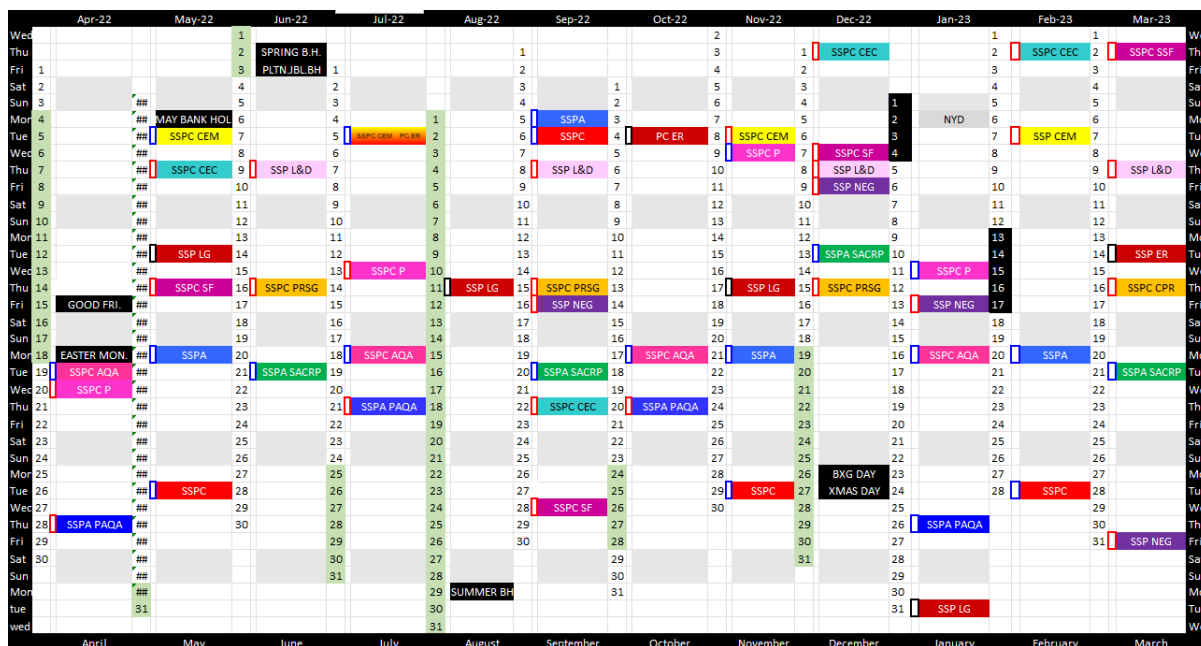 Apr-22 May-22 Jun-22 Jul-22 Aug-22 Sep-22 Oct-22 Nov-22 Dec-22 Jan-23 Feb-23 Mar-23
Wed 1 2 1 1 We
Thu 2 SPRING B.H. 1 3 1 SSPC CEC 2 SSPC CEC 2 SSPC SSF Th
Fri 1 3 PLTN.JBL.BH 1 2 4 2 3 3 Fri
Sat 2 4 2 3 1 5 3 4 4 Sa
Sun 3 ## 5 3 4 2 6 4 1 5 5 Su
Mon 4 ## MAY BANK HOL 6 4 1 5 SSPA 3 7 5 2 NYD 6 6 Mo
Tue 5 ## SSPC CEM 7 5 SSPC CEM PC ER 2 6 SSPC 4 PC ER 8 SSPC CEM 6 3 7 SSP CEM 7 Tu
Wed 6 ## 8 6 3 7 5 9 SSPC P 7 SSPC SF 4 8 8 We
Thu 7 ## SSPC CEC 9 SSP L&D 7 4 8 SSP L&D 6 10 8 SSP L&D 5 9 9 SSP L&D Th
Fri 8 ## 10 8 5 9 7 11 9 SSP NEG 6 10 10 Fri
Sat 9 ## 11 9 6 10 8 12 10 7 11 11 Sa
Sun 10 ## 12 10 7 11 9 13 11 8 12 12 Su
Mon 11 ## 13 11 8 12 10 14 12 9 13 13 Mo
Tue 12 ## SSP LG 14 12 9 13 11 15 13 SSPA SACRP 10 14 14 SSP ER Tu
Wed 13 ## 15 13 SSPC P 10 14 12 16 14 11 SSPC P 15 15 We
Thu 14 ## SSPC SF 16 SSPC PRSG 14 11 SSP LG 15 SSPC PRSG 13 17 SSP LG 15 SSPC PRSG 12 16 16 SSPC CPR Th
Fri 15 GOOD FRI. ## 17 15 12 16 SSP NEG 14 18 16 13 SSP NEG 17 17 Fri
Sat 16 ## 18 16 13 17 15 19 17 14 18 18 Sa
Sun 17 ## 19 17 14 18 16 20 18 15 19 19 Su
Mon 18 EASTER MON. ## SSPA 20 18 SSPC AQA 15 19 17 SSPC AQA 21 SSPA 19 16 SSPC AQA 20 SSPA 20 Mo
Tue 19 SSPC AQA ## 21 SSPA SACRP 19 16 20 SSPA SACRP 18 22 20 17 21 21 SSPA SACRP Tu
Wed 20 SSPC P ## 22 20 17 21 19 23 21 18 22 22 We
Thu 21 ## 23 21 SSPA PAQA 18 22 SSPC CEC 20 SSPA PAQA 24 22 19 23 23 Th
Fri 22 ## 24 22 19 23 21 25 23 20 24 24 Fri
Sat 23 ## 25 23 20 24 22 26 24 21 25 25 Sa
Sun 24 ## 26 24 21 25 23 27 25 22 26 26 Su
Mon 25 ## 27 25 22 26 24 28 26 BXG DAY 23 27 27 Mo
Tue 26 ## SSPC 28 26 23 27 25 29 SSPC 27 XMAS DAY 24 28 SSPC 28 Tu
Wed 27 ## 29 27 24 28 SSPC SF 26 30 28 25 29 We
Thu 28 SSPA PAQA ## 30 28 25 29 27 29 26 SSPA PAQA 30 Th
Fri 29 ## 29 26 30 28 30 27 31 SSP NEG Fri
Sat 30 ## 30 27 29 31 28 Sa
Sun ## 31 28 30 29 Su
Mon ## 29 SUMMER BH 31 30 Mo
tue 31 30 31 SSP LG Tu
wed 31 We
April May June July August September October November December January February March